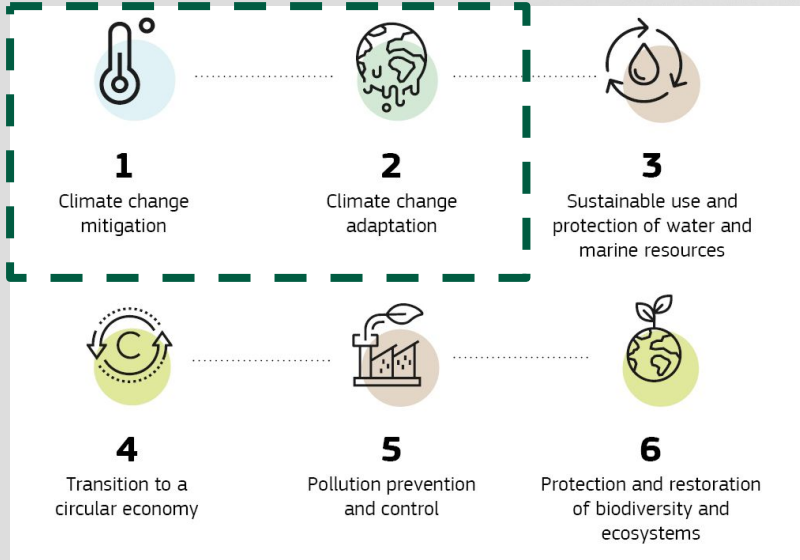 1
Climate change
mitigation
2
Climate change
adaptation
3
Sustainable use and
protection of water and
marine resources
C
4
Transition to a
circular economy
5
Pollution prevention
and control
6
Protection and restoration
of biodiversity and
ecosystems